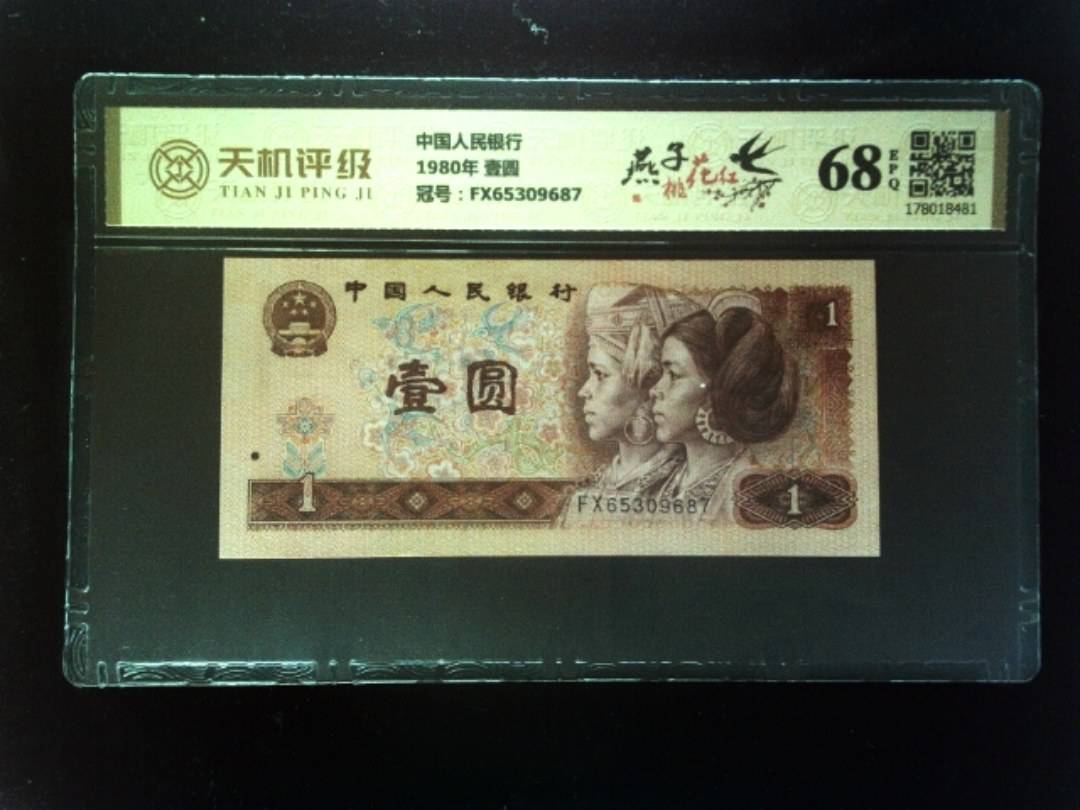 天机评级
TIAN JI PING JI
中国人民银行
1980年 壹圆
冠号：FX65309687
燕子
桃花红
68
EPQ
178018481
中国人民银行
1
壹圆
1
FX65309687
1